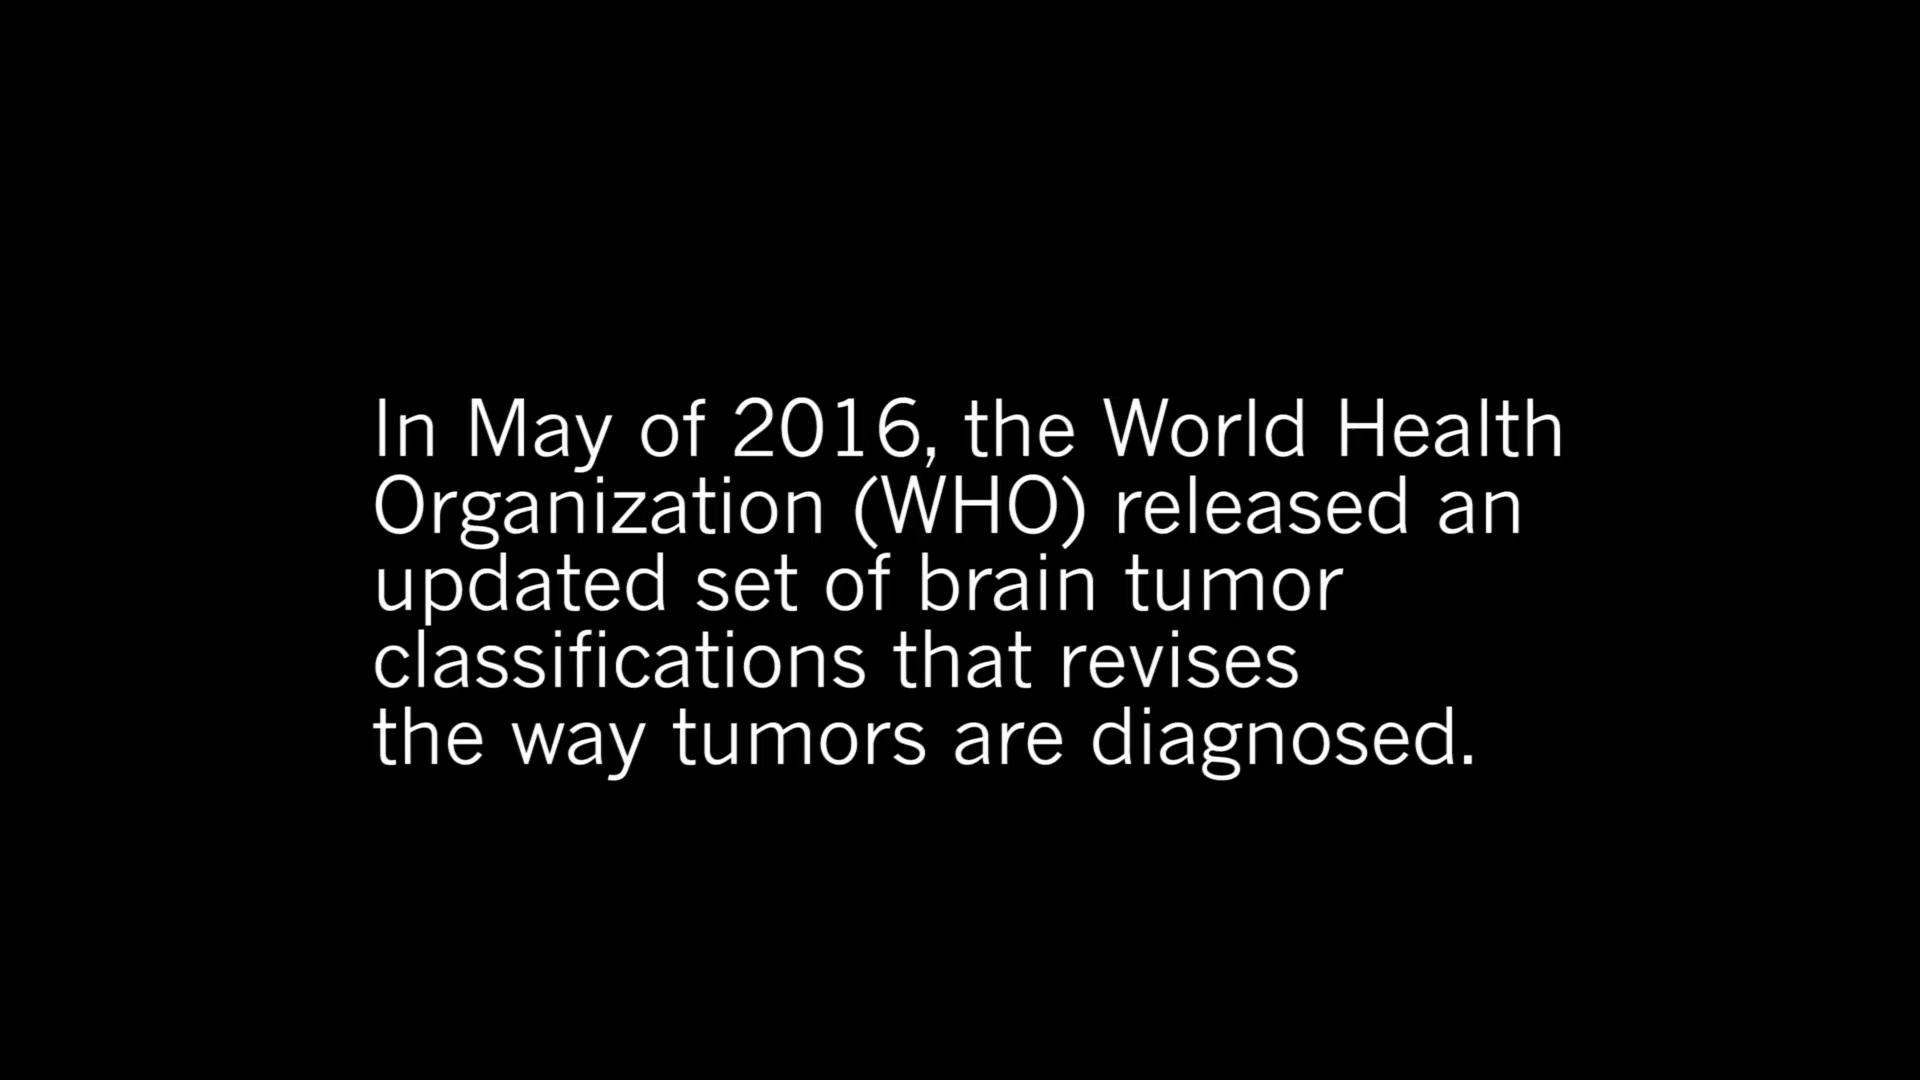 In May of 2016, the World Health
Organization (WHO) released an
updated set of brain tumor
classifications that revises
the way tumors are diagnosed.